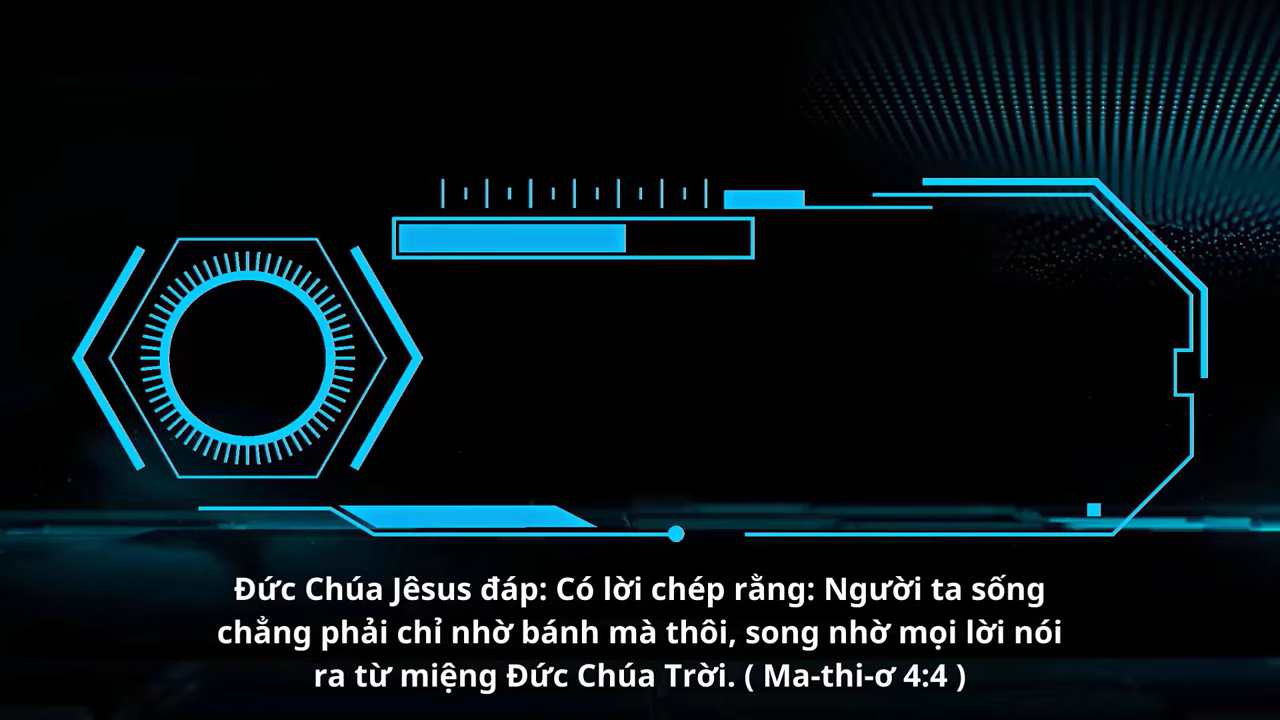 Đức Chúa Jêsus đáp: Có lời chép rằng: Người ta sống
chẳng phải chỉ nhờ bánh mà thôi, song nhờ mọi lời nói
ra từ miệng Đức Chúa Trời. ( Ma-thi-ơ 4:4 )